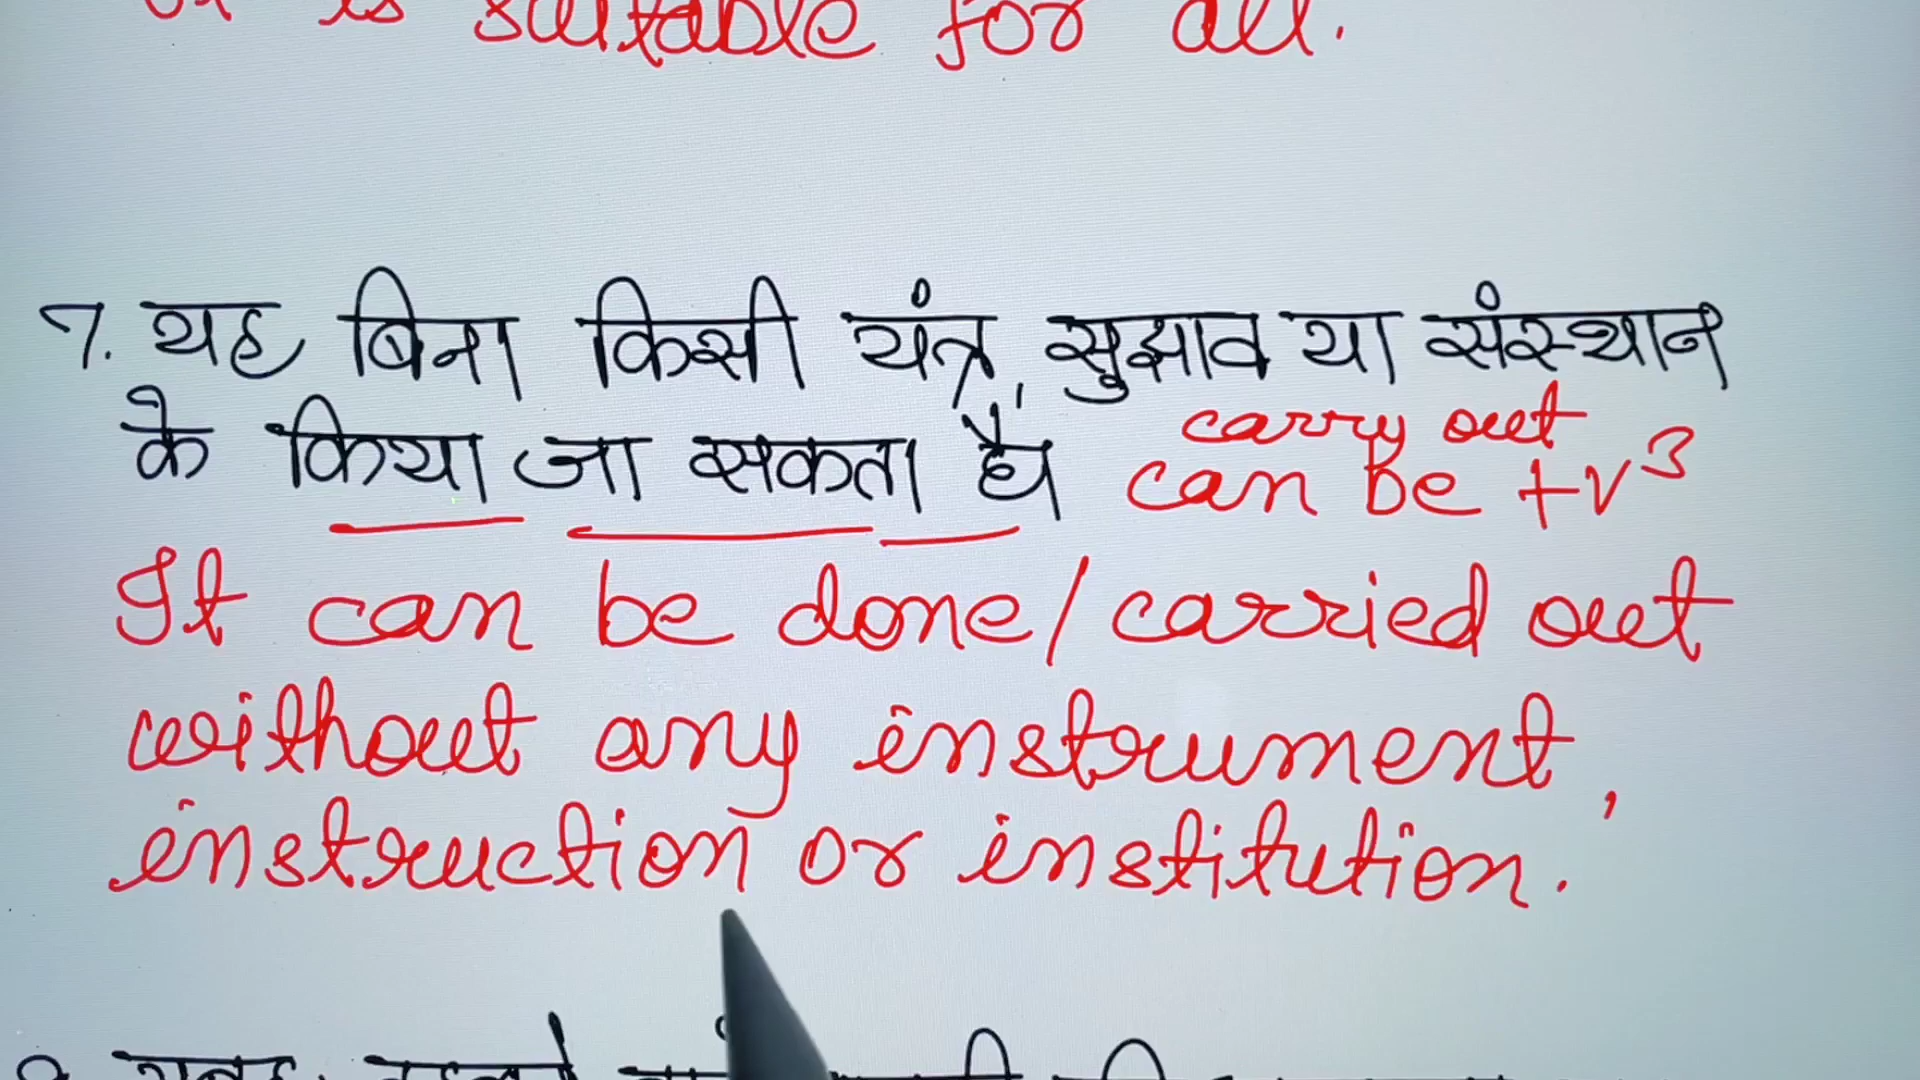 It is suitable for all.
7. यह बिना किसी यंत्र, सुझाव या संस्थान
के किया जा सकता है। carry out
can be +v³
It can be done/carried out
without any instrument,
instruction or institution.